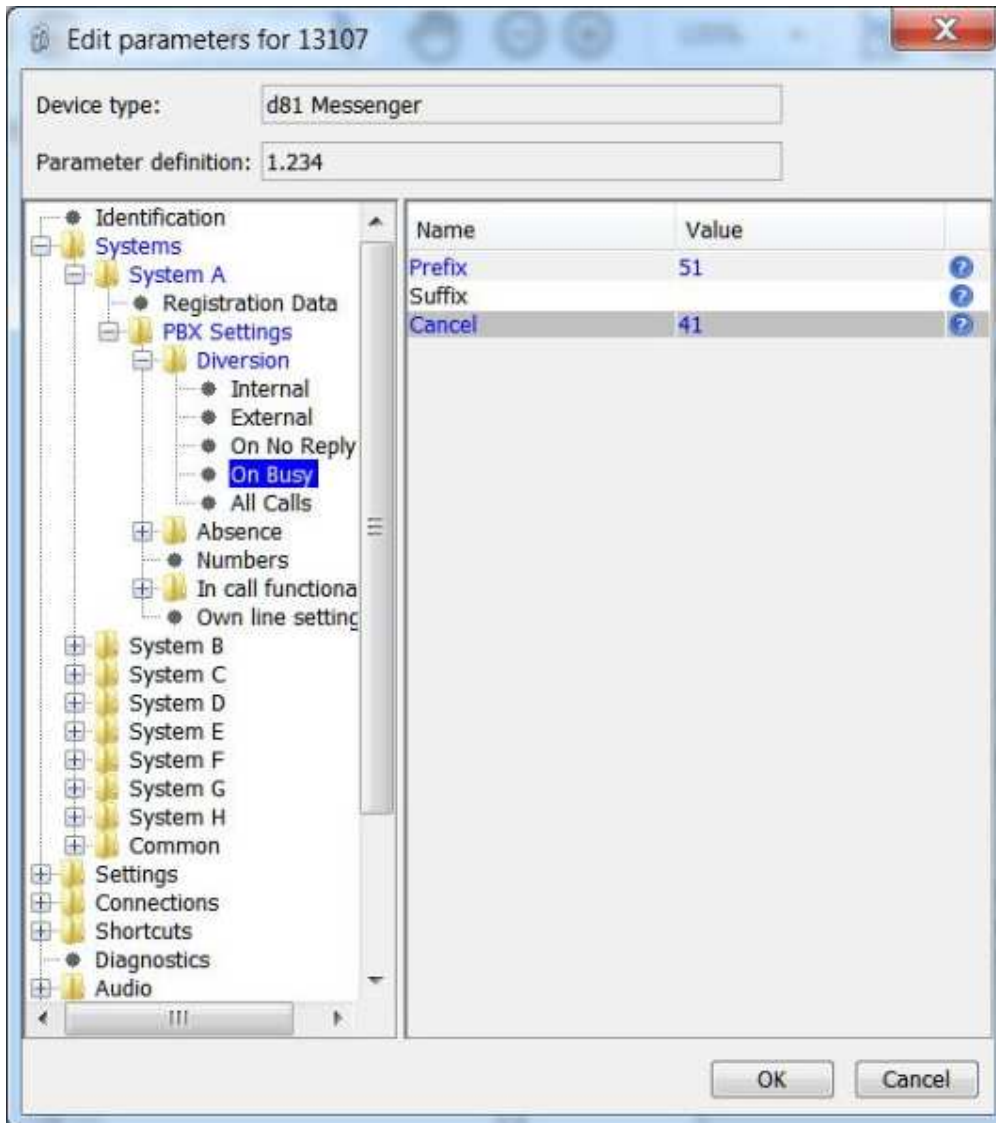 Edit parameters for 13107
Device type: d81 Messenger
Parameter definition: 1.234
Identification
Systems
System A
Registration Data
PBX Settings
Diversion
Internal
External
On No Reply
On Busy
All Calls
Absence
Numbers
In call functiona
Own line setting
System B
System C
System D
System E
System F
System G
System H
Common
Settings
Connections
Shortcuts
Diagnostics
Audio
Name Value
Prefix 51 ?
Suffix ?
Cancel 41 ?
OK Cancel